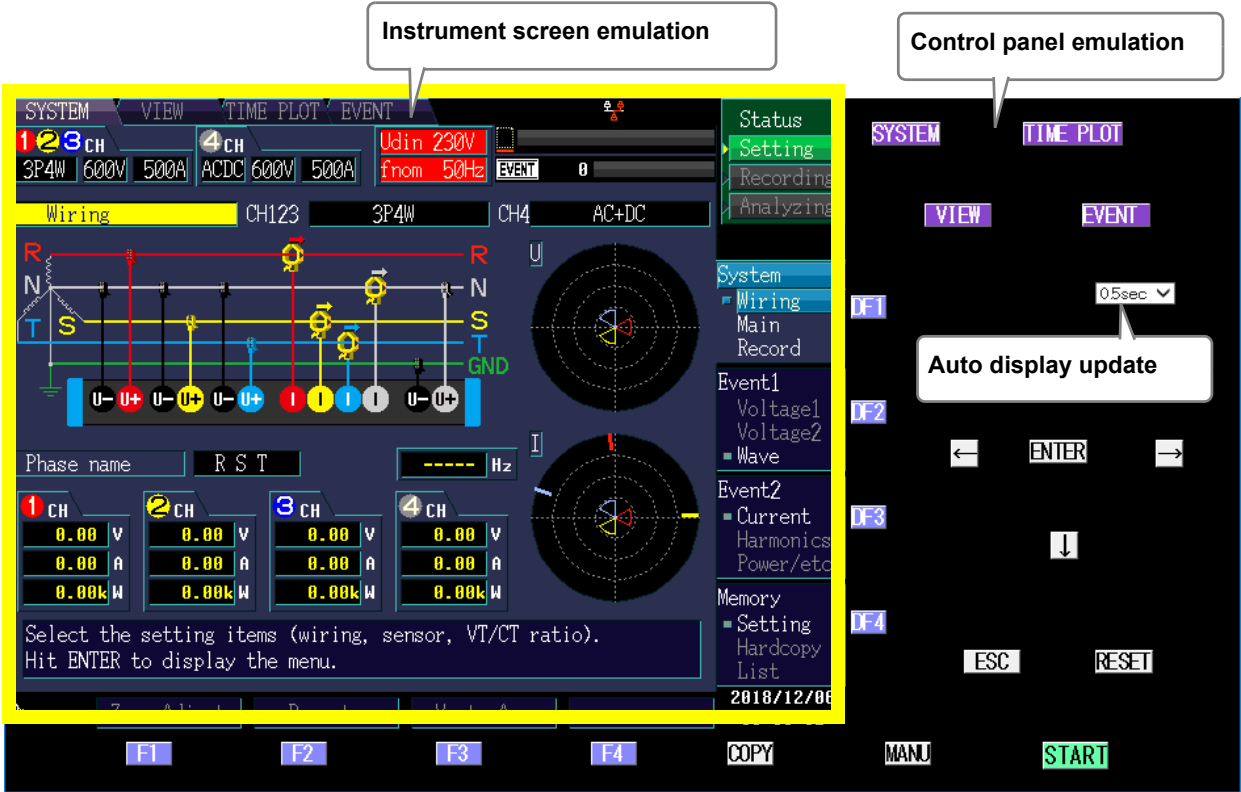 Instrument screen emulation
Control panel emulation
SYSTEM VIEW TIME PLOT EVENT
1 2 3 CH 4 CH Udin 230V
3P4W 600V 500A ACDC 600V 500A fnom 50Hz EVENT 0
Status
Setting
Recording
Analyzing
SYSTEM TIME PLOT
VIEW EVENT
Wiring CH123 3P4W CH4 AC+DC
R R U
N N
T S S
T
GND
U- U+ U- U+ U- U+ I I I I U- U+
System
Wiring
Main
Record
DF1
0.5sec
Auto display update
Event1
Voltage1
Voltage2
Wave
DF2
← ENTER →
Phase name R S T ----- Hz I
1 CH 2 CH 3 CH 4 CH
0.00 V 0.00 V 0.00 V 0.00 V
0.00 A 0.00 A 0.00 A 0.00 A
0.00k W 0.00k W 0.00k W 0.00k W
Event2
Current
Harmonics
Power/etc
DF3
↓
Select the setting items (wiring, sensor, VT/CT ratio).
Hit ENTER to display the menu.
Memory
Setting
Hardcopy
List
DF4
ESC RESET
2018/12/06
F1 F2 F3 F4 COPY MANU START